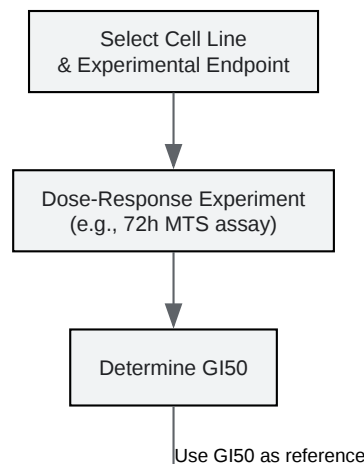 Select Cell Line
& Experimental Endpoint
Dose-Response Experiment
(e.g., 72h MTS assay)
Determine GI50
Use GI50 as reference